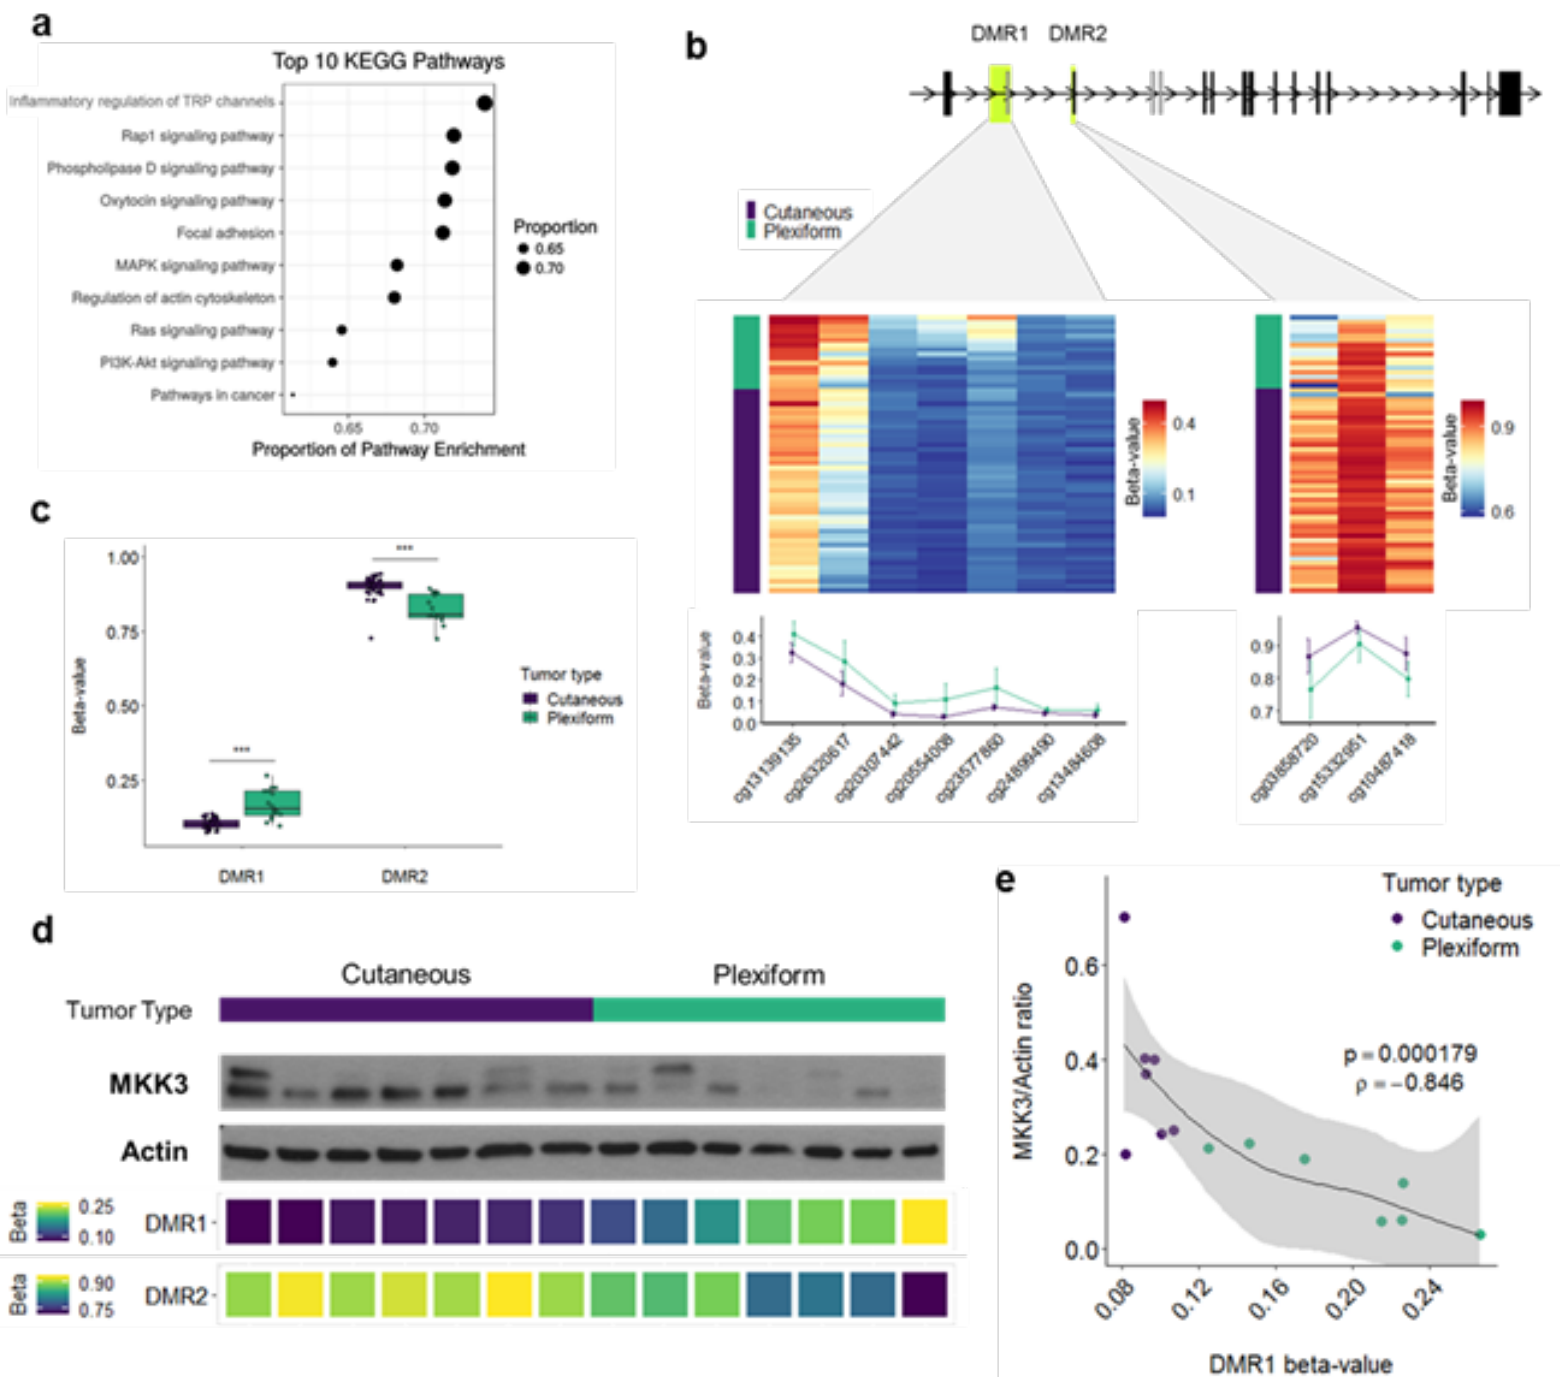 a
Top 10 KEGG Pathways
Inflammatory regulation of TRP channels
Rap1 signaling pathway
Phospholipase D signaling pathway
Oxytocin signaling pathway
Focal adhesion
MAPK signaling pathway
Regulation of actin cytoskeleton
Ras signaling pathway
PI3K-Akt signaling pathway
Pathways in cancer
0.65 0.70
Proportion of Pathway Enrichment
Proportion
0.65
0.70
b
DMR1 DMR2
Cutaneous
Plexiform
Beta-value
0.4
0.1
Beta-value
0.9
0.6
Beta-value
0.4
0.3
0.2
0.1
0.0
cg13139135
cg26320617
cg20307442
cg20554008
cg23577860
cg24899490
cg13484608
0.9
0.8
0.7
cg03858720
cg15332951
cg10487418
c
Beta-value
1.00
0.75
0.50
0.25
***
***
DMR1 DMR2
Tumor type
Cutaneous
Plexiform
d
Cutaneous Plexiform
Tumor Type
MKK3
Actin
Beta
0.25
0.10
DMR1
Beta
0.90
0.75
DMR2
e
Tumor type
Cutaneous
Plexiform
MKK3/Actin ratio
0.6
0.4
0.2
0.0
p = 0.000179
ρ = −0.846
0.08 0.12 0.16 0.20 0.24
DMR1 beta-value